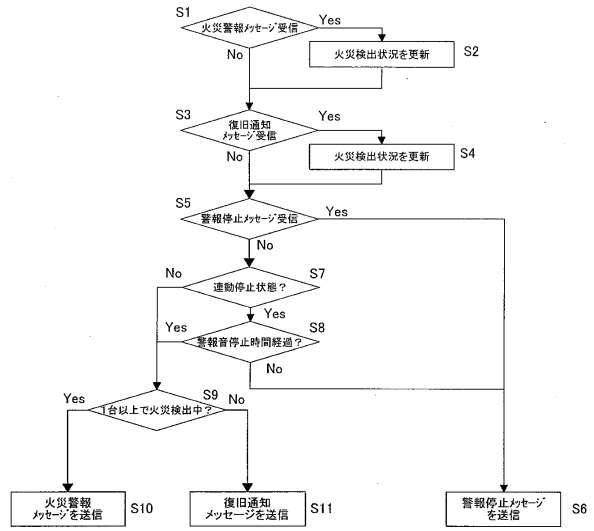 S1
火災警報メッセージ受信
Yes
No
火災検出状況を更新
S2
S3
復旧通知
メッセージ受信
Yes
No
火災検出状況を更新
S4
S5
警報停止メッセージ受信
Yes
No
No
S7
連動停止状態？
Yes
Yes
S8
警報音停止時間経過？
No
S9
Yes
1台以上で火災検出中？
No
火災警報
メッセージを送信
S10
復旧通知
メッセージを送信
S11
警報停止メッセージ
を送信
S6